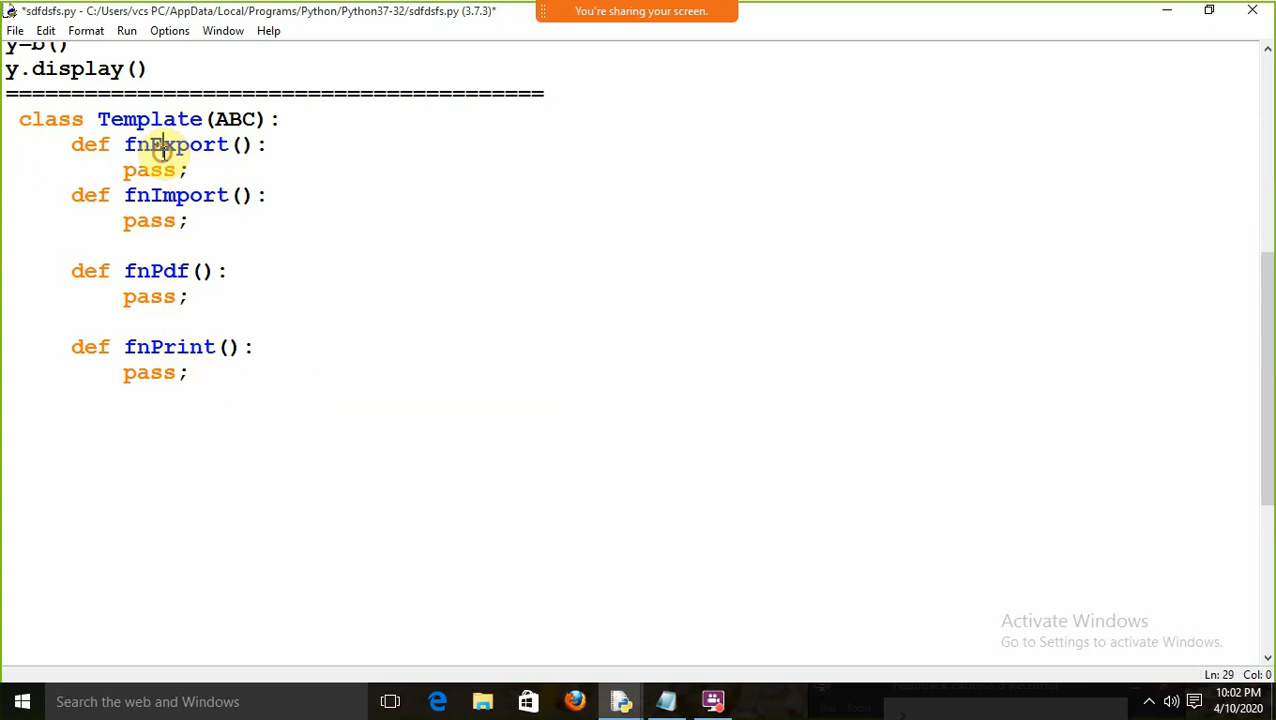 *sdfdsfs.py - C:/Users/vcs PC/AppData/Local/Programs/Python/Python37-32/sdfdsfs.py (3.7.3)*
You're sharing your screen.
File Edit Format Run Options Window Help
y=b()
y.display()
=========================================
class Template(ABC):
def fnExport():
pass;
def fnImport():
pass;
def fnPdf():
pass;
def fnPrint():
pass;
Activate Windows
Go to Settings to activate Windows.
Ln: 29 Col: 0
Search the web and Windows
10:02 PM
4/10/2020